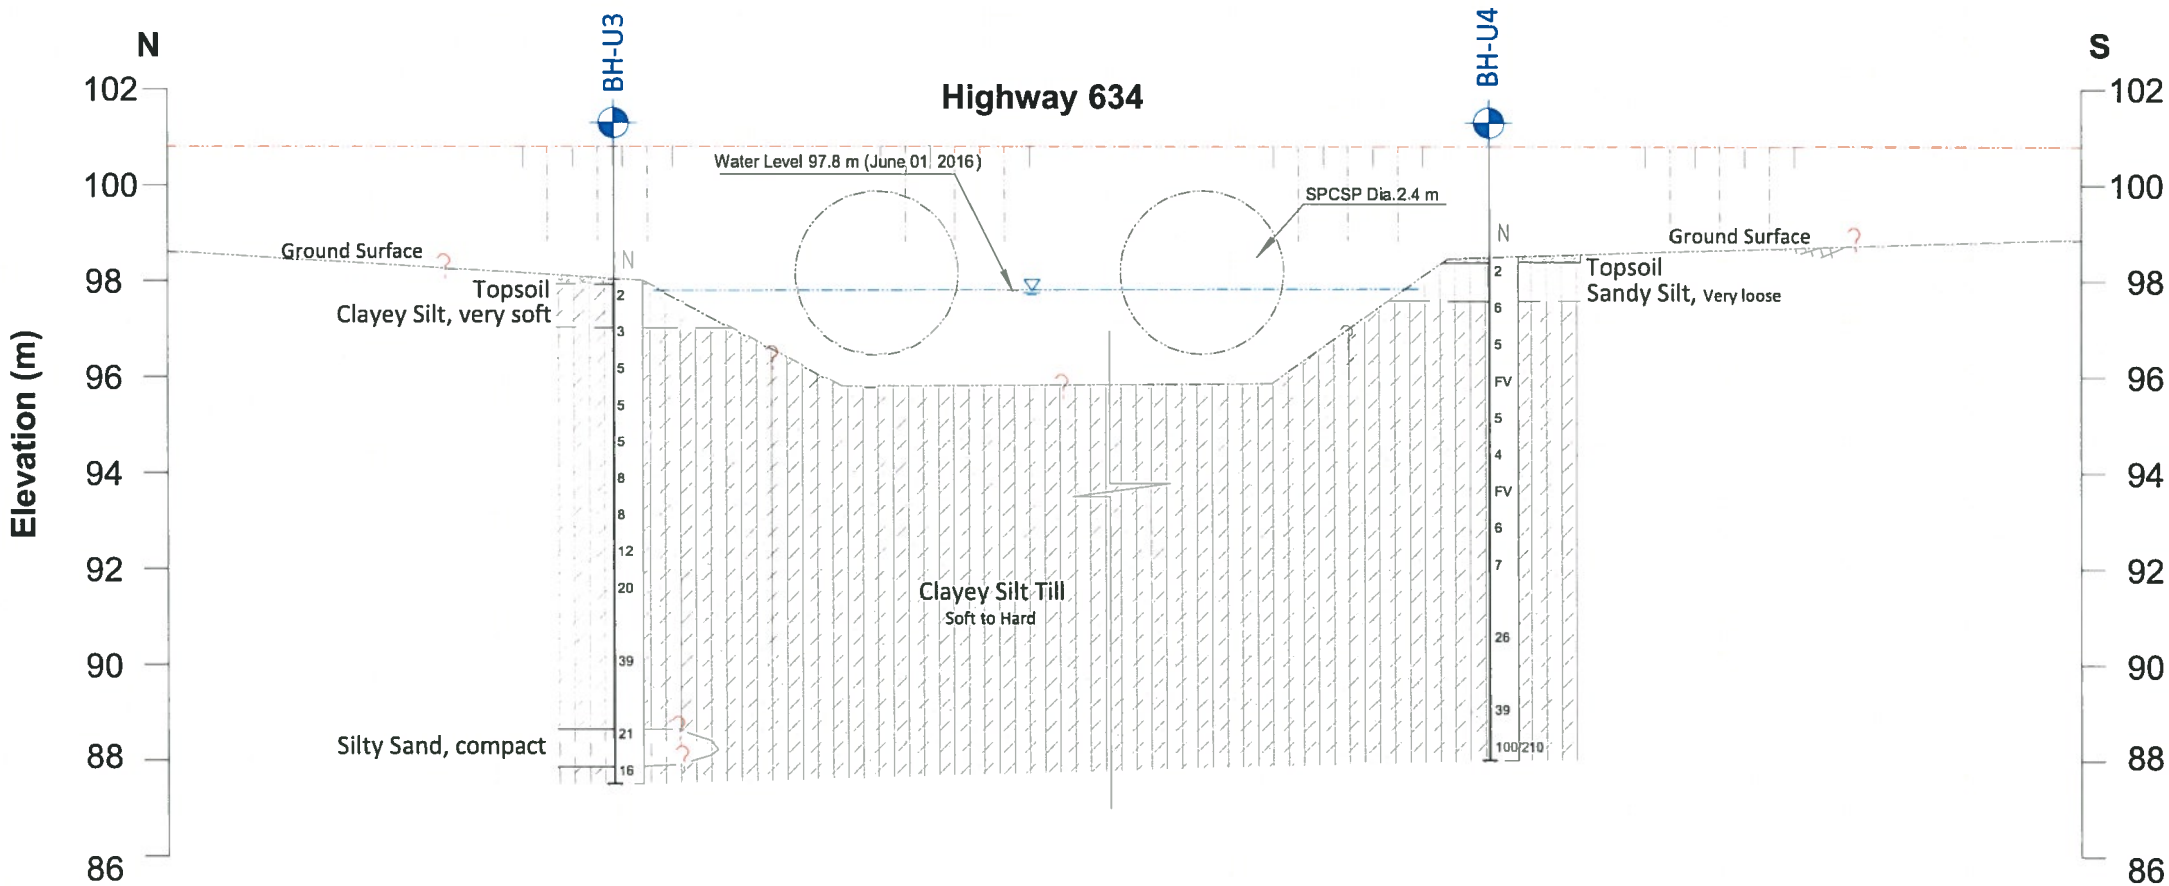 N
BH-U3
BH-U4
S
Highway 634
102
100
98
96
94
92
90
88
86
Elevation (m)
102
100
98
96
94
92
90
88
86
Water Level 97.8 m (June 01, 2016)
SPCSP Dia.2.4 m
Ground Surface
?
N
N
Ground Surface
?
Topsoil
Clayey Silt, very soft
Topsoil
Sandy Silt, Very loose
2
3
5
5
5
8
8
12
20
39
21
16
?
?
?
2
6
5
FV
5
4
FV
6
7
26
39
100/210
Clayey Silt Till
Soft to Hard
Silty Sand, compact
?
?